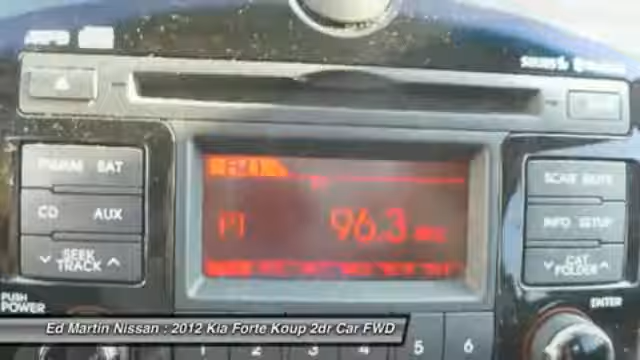 SIRIUS
FM/AM SAT
SCAN MUTE
CD AUX
INFO SETUP
SEEK
TRACK
CAT
FOLDER
FM1
P1 96.3 MHz
PUSH
POWER
ENTER
Ed Martin Nissan : 2012 Kia Forte Koup 2dr Car FWD
1 2 3 4 5 6